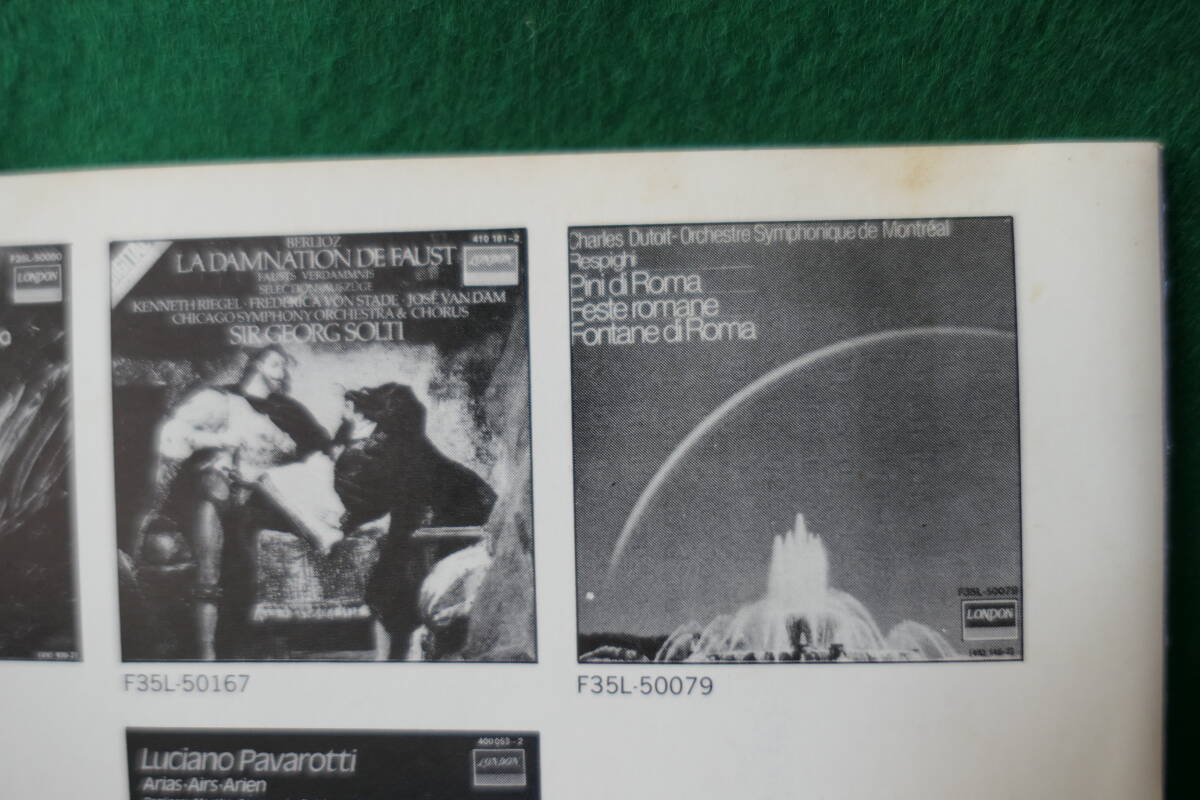 F35L-50080
LONDON
BERLIOZ
410 181-2
LA DAMNATION DE FAUST
LONDON
FAUSTS VERDAMMNIS
KENNETH RIEGEL · FREDERICA VON STADE · JOSÉ VAN DAM
CHICAGO SYMPHONY ORCHESTRA & CHORUS
SIR GEORG SOLTI
F35L-50167
Charles Dutoit-Orchestre Symphonique de Montréal
Respighi
Pini di Roma
Feste romane
Fontane di Roma
F35L-50079
LONDON
F35L-50079
Luciano Pavarotti
400 053-2
Arias·Airs·Arien
LONDON